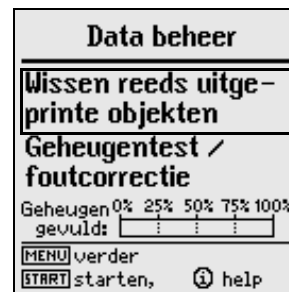 Data beheer
Wissen reeds uitge-
printe objekten
Geheugentest /
foutcorrectie
Geheugen 0% 25% 50% 75% 100%
gevuld:
MENU verder
START starten, i help